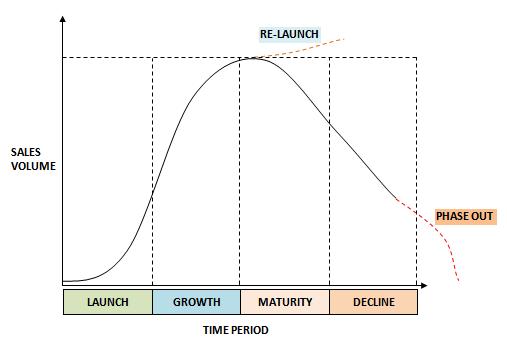 RE-LAUNCH
SALES
VOLUME
PHASE OUT
LAUNCH
GROWTH
MATURITY
DECLINE
TIME PERIOD